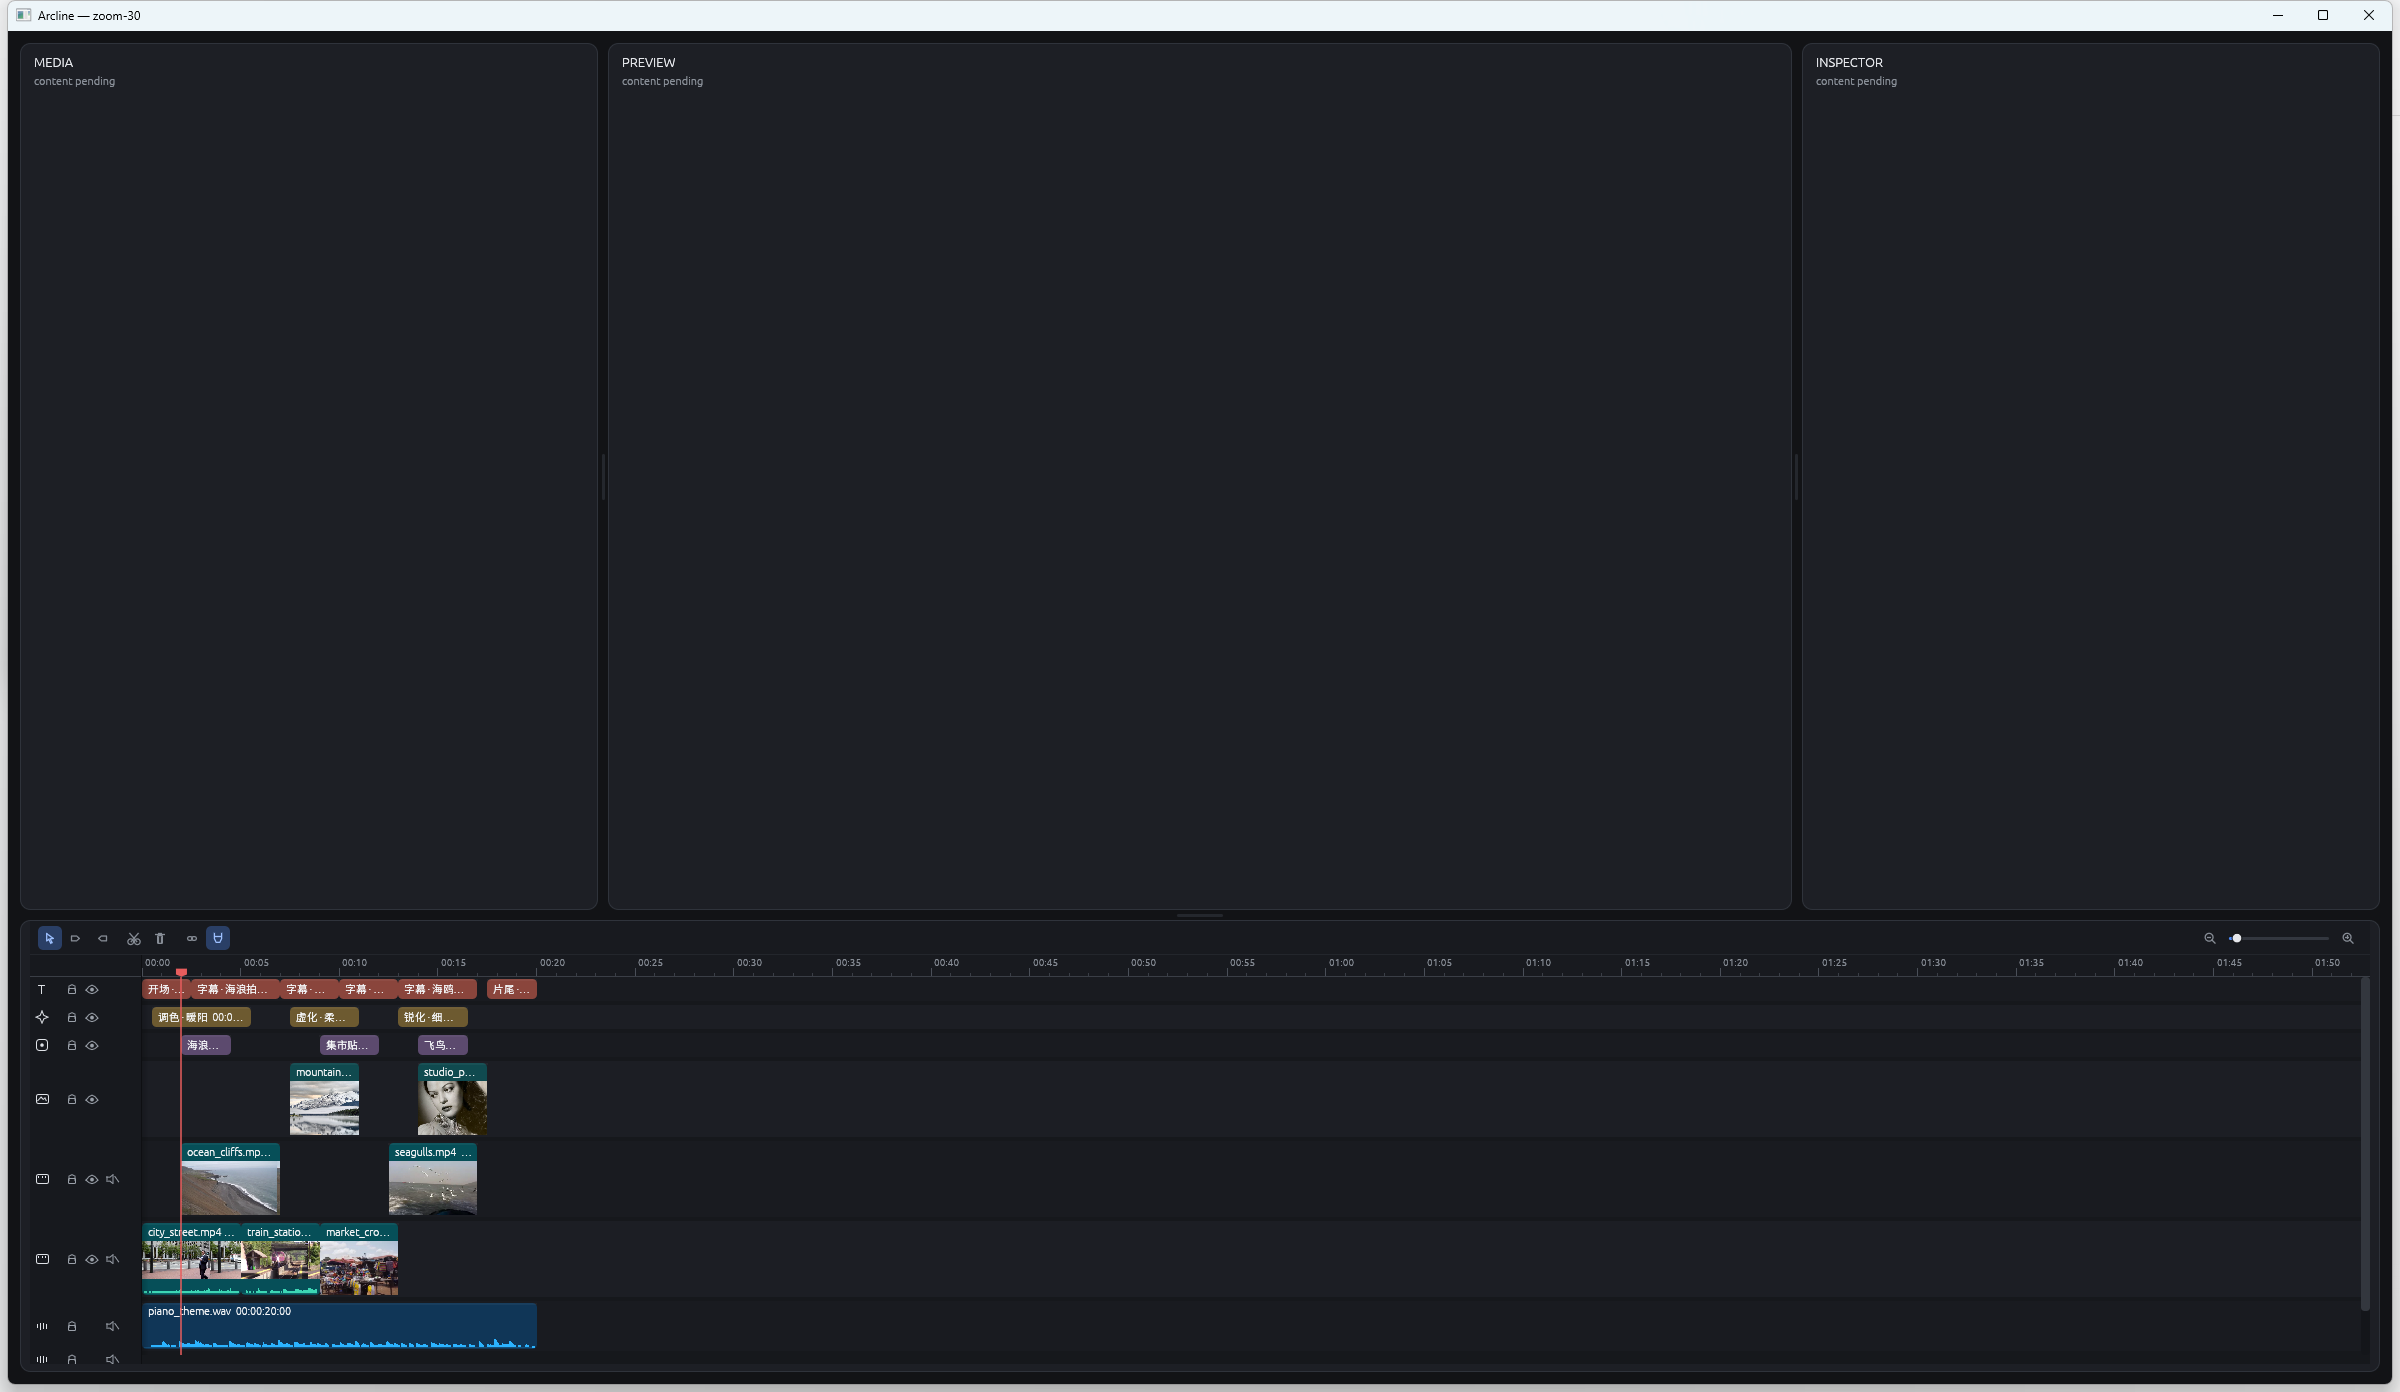 Arcline — zoom-30
MEDIA
content pending
PREVIEW
content pending
INSPECTOR
content pending
00:00 00:05 00:10 00:15 00:20 00:25 00:30 00:35 00:40 00:45 00:50 00:55 01:00 01:05 01:10 01:15 01:20 01:25 01:30 01:35 01:40 01:45 01:50
T
开场·... 字幕·海浪拍... 字幕·... 字幕·... 字幕·海鸥... 片尾·...
调色·暖阳 00:0... 虚化·柔... 锐化·细...
海浪... 集市贴... 飞鸟...
mountain... studio_p...
ocean_cliffs.mp... seagulls.mp4 ...
city_street.mp4 ... train_statio... market_cro...
piano_theme.wav 00:00:20:00